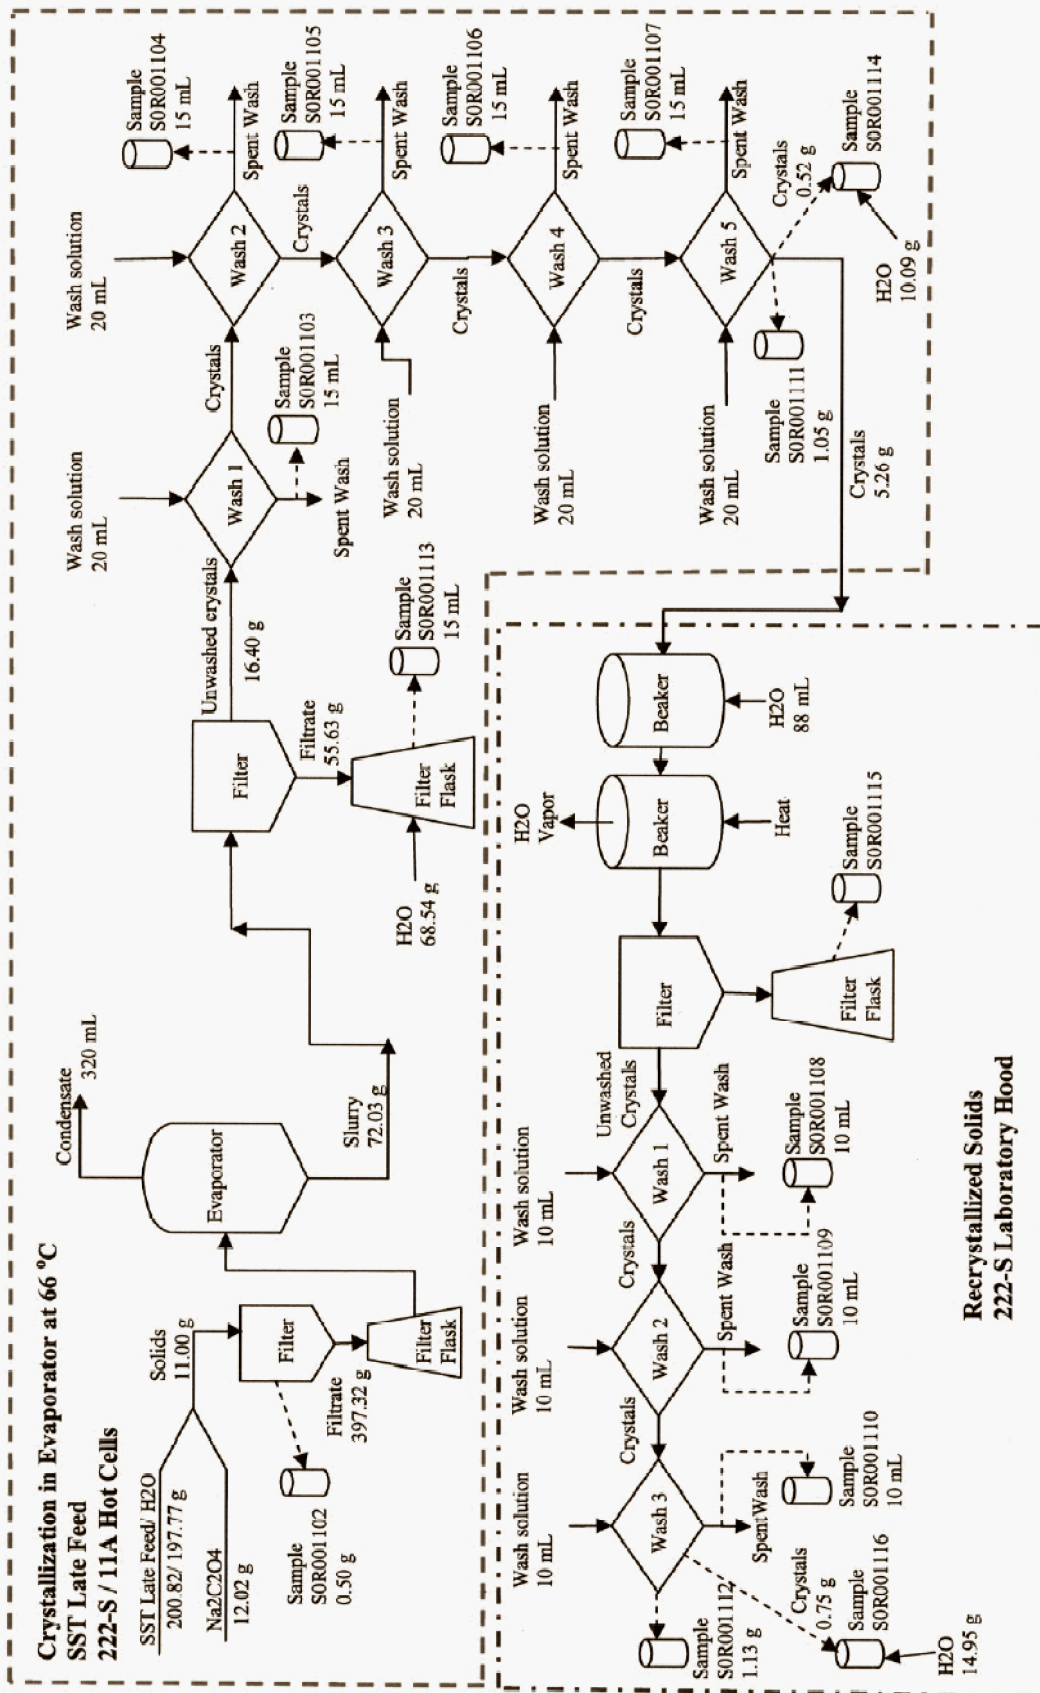 Crystallization in Evaporator at 66 °C
SST Late Feed
222-S / 11A Hot Cells
SST Late Feed/ H2O
200.82/ 197.77 g
Na2C2O4
12.02 g
Solids
11.00 g
Filter
Sample
S0R001102
0.50 g
Filtrate
397.32 g
Filter
Flask
Evaporator
Condensate
320 mL
Slurry
72.03 g
Filter
Filtrate
55.63 g
H2O
68.54 g
Filter
Flask
Sample
S0R001113
15 mL
Unwashed crystals
16.40 g
Wash solution
20 mL
Wash 1
Spent Wash
Sample
S0R001103
15 mL
Crystals
Wash solution
20 mL
Wash 2
Spent Wash
Sample
S0R001104
15 mL
Crystals
Wash solution
20 mL
Wash 3
Spent Wash
Sample
S0R001105
15 mL
Crystals
Wash solution
20 mL
Wash 4
Spent Wash
Sample
S0R001106
15 mL
Crystals
Wash solution
20 mL
Wash 5
Spent Wash
Sample
S0R001107
15 mL
Sample
S0R001111
1.05 g
Crystals
0.52 g
Sample
S0R001114
H2O
10.09 g
Crystals
5.26 g
Beaker
H2O
88 mL
Beaker
H2O
Vapor
Heat
Filter
Filter
Flask
Sample
S0R001115
Unwashed
Crystals
Wash solution
10 mL
Wash 1
Spent Wash
Sample
S0R001108
10 mL
Crystals
Wash solution
10 mL
Wash 2
Spent Wash
Sample
S0R001109
10 mL
Crystals
Wash solution
10 mL
Wash 3
Spent Wash
Sample
S0R001110
10 mL
Sample
S0R001112
1.13 g
Crystals
0.75 g
Sample
S0R001116
H2O
14.95 g
Recrystallized Solids
222-S Laboratory Hood